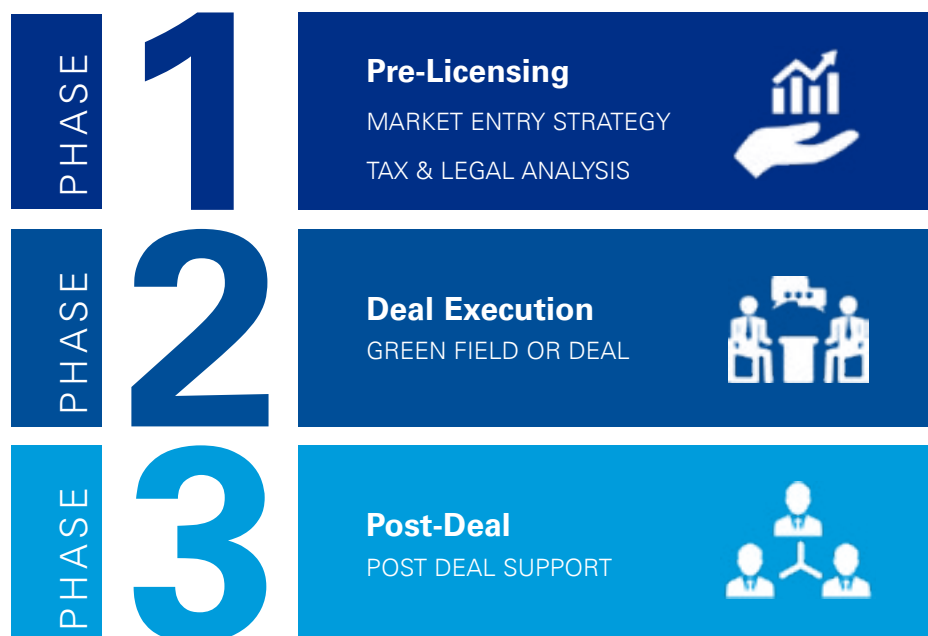 PHASE
1
Pre-Licensing
MARKET ENTRY STRATEGY
TAX & LEGAL ANALYSIS
PHASE
2
Deal Execution
GREEN FIELD OR DEAL
PHASE
3
Post-Deal
POST DEAL SUPPORT